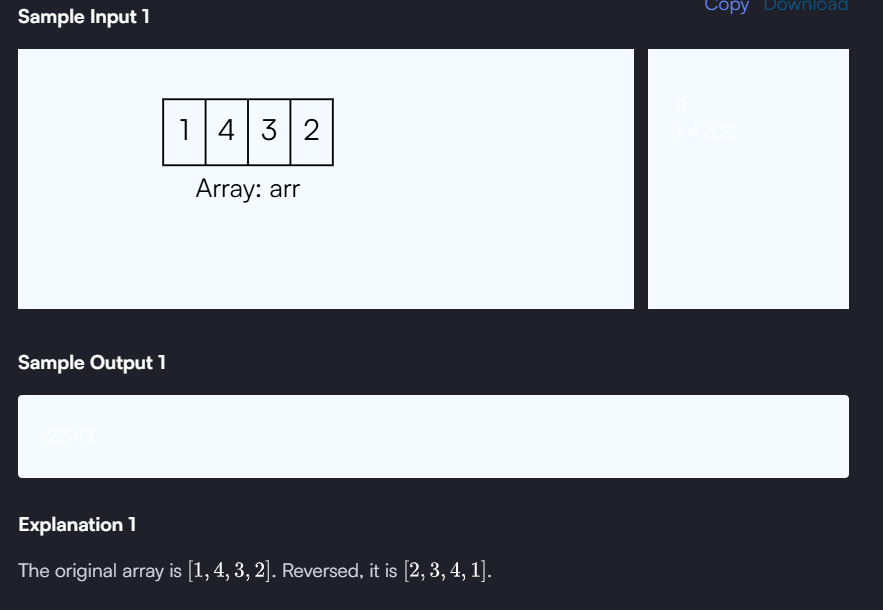 Copy Download
Sample Input 1
1 4 3 2
Array: arr
4
1 4 3 2
Sample Output 1
2 3 4 1
Explanation 1
The original array is [1, 4, 3, 2]. Reversed, it is [2, 3, 4, 1].